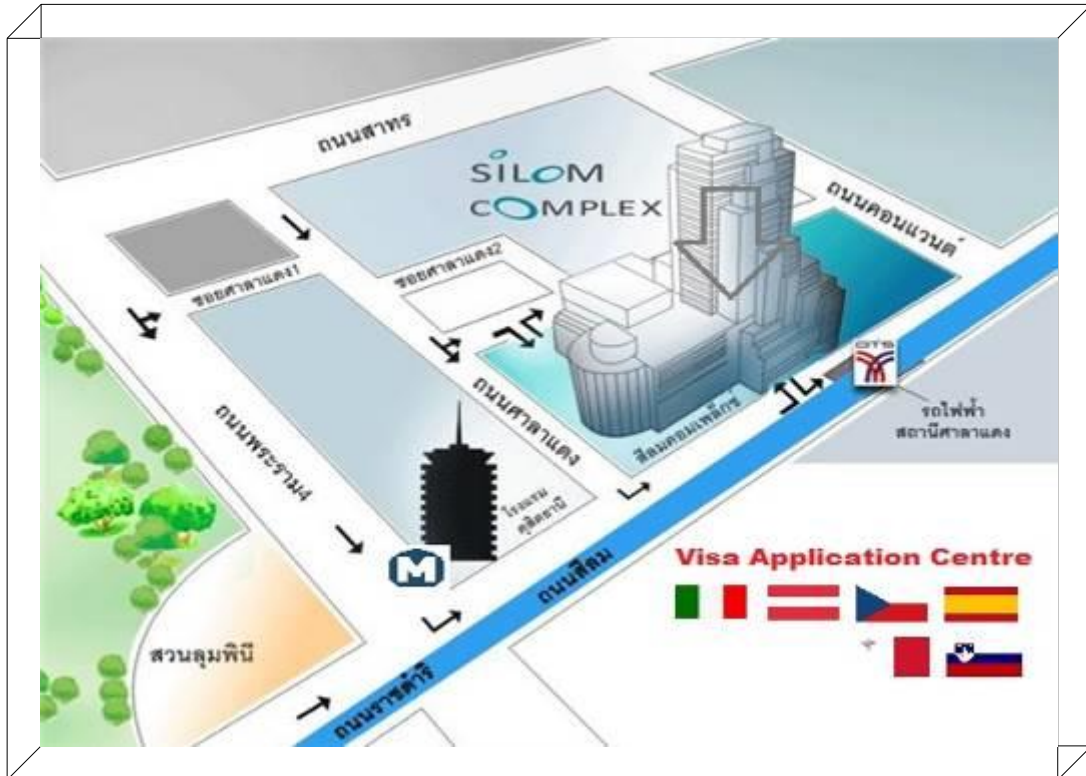 ถนนสาทร
SILOM
COMPLEX
ถนนคอนแวนต์
ซอยศาลาแดง1
ซอยศาลาแดง2
BTS
รถไฟฟ้า
สถานีศาลาแดง
ถนนศาลาแดง
สีลมคอมเพล็กซ์
ถนนพระราม4
โรงแรม
ดุสิตธานี
M
ถนนสีลม
Visa Application Centre
สวนลุมพินี
ถนนราชดำริ